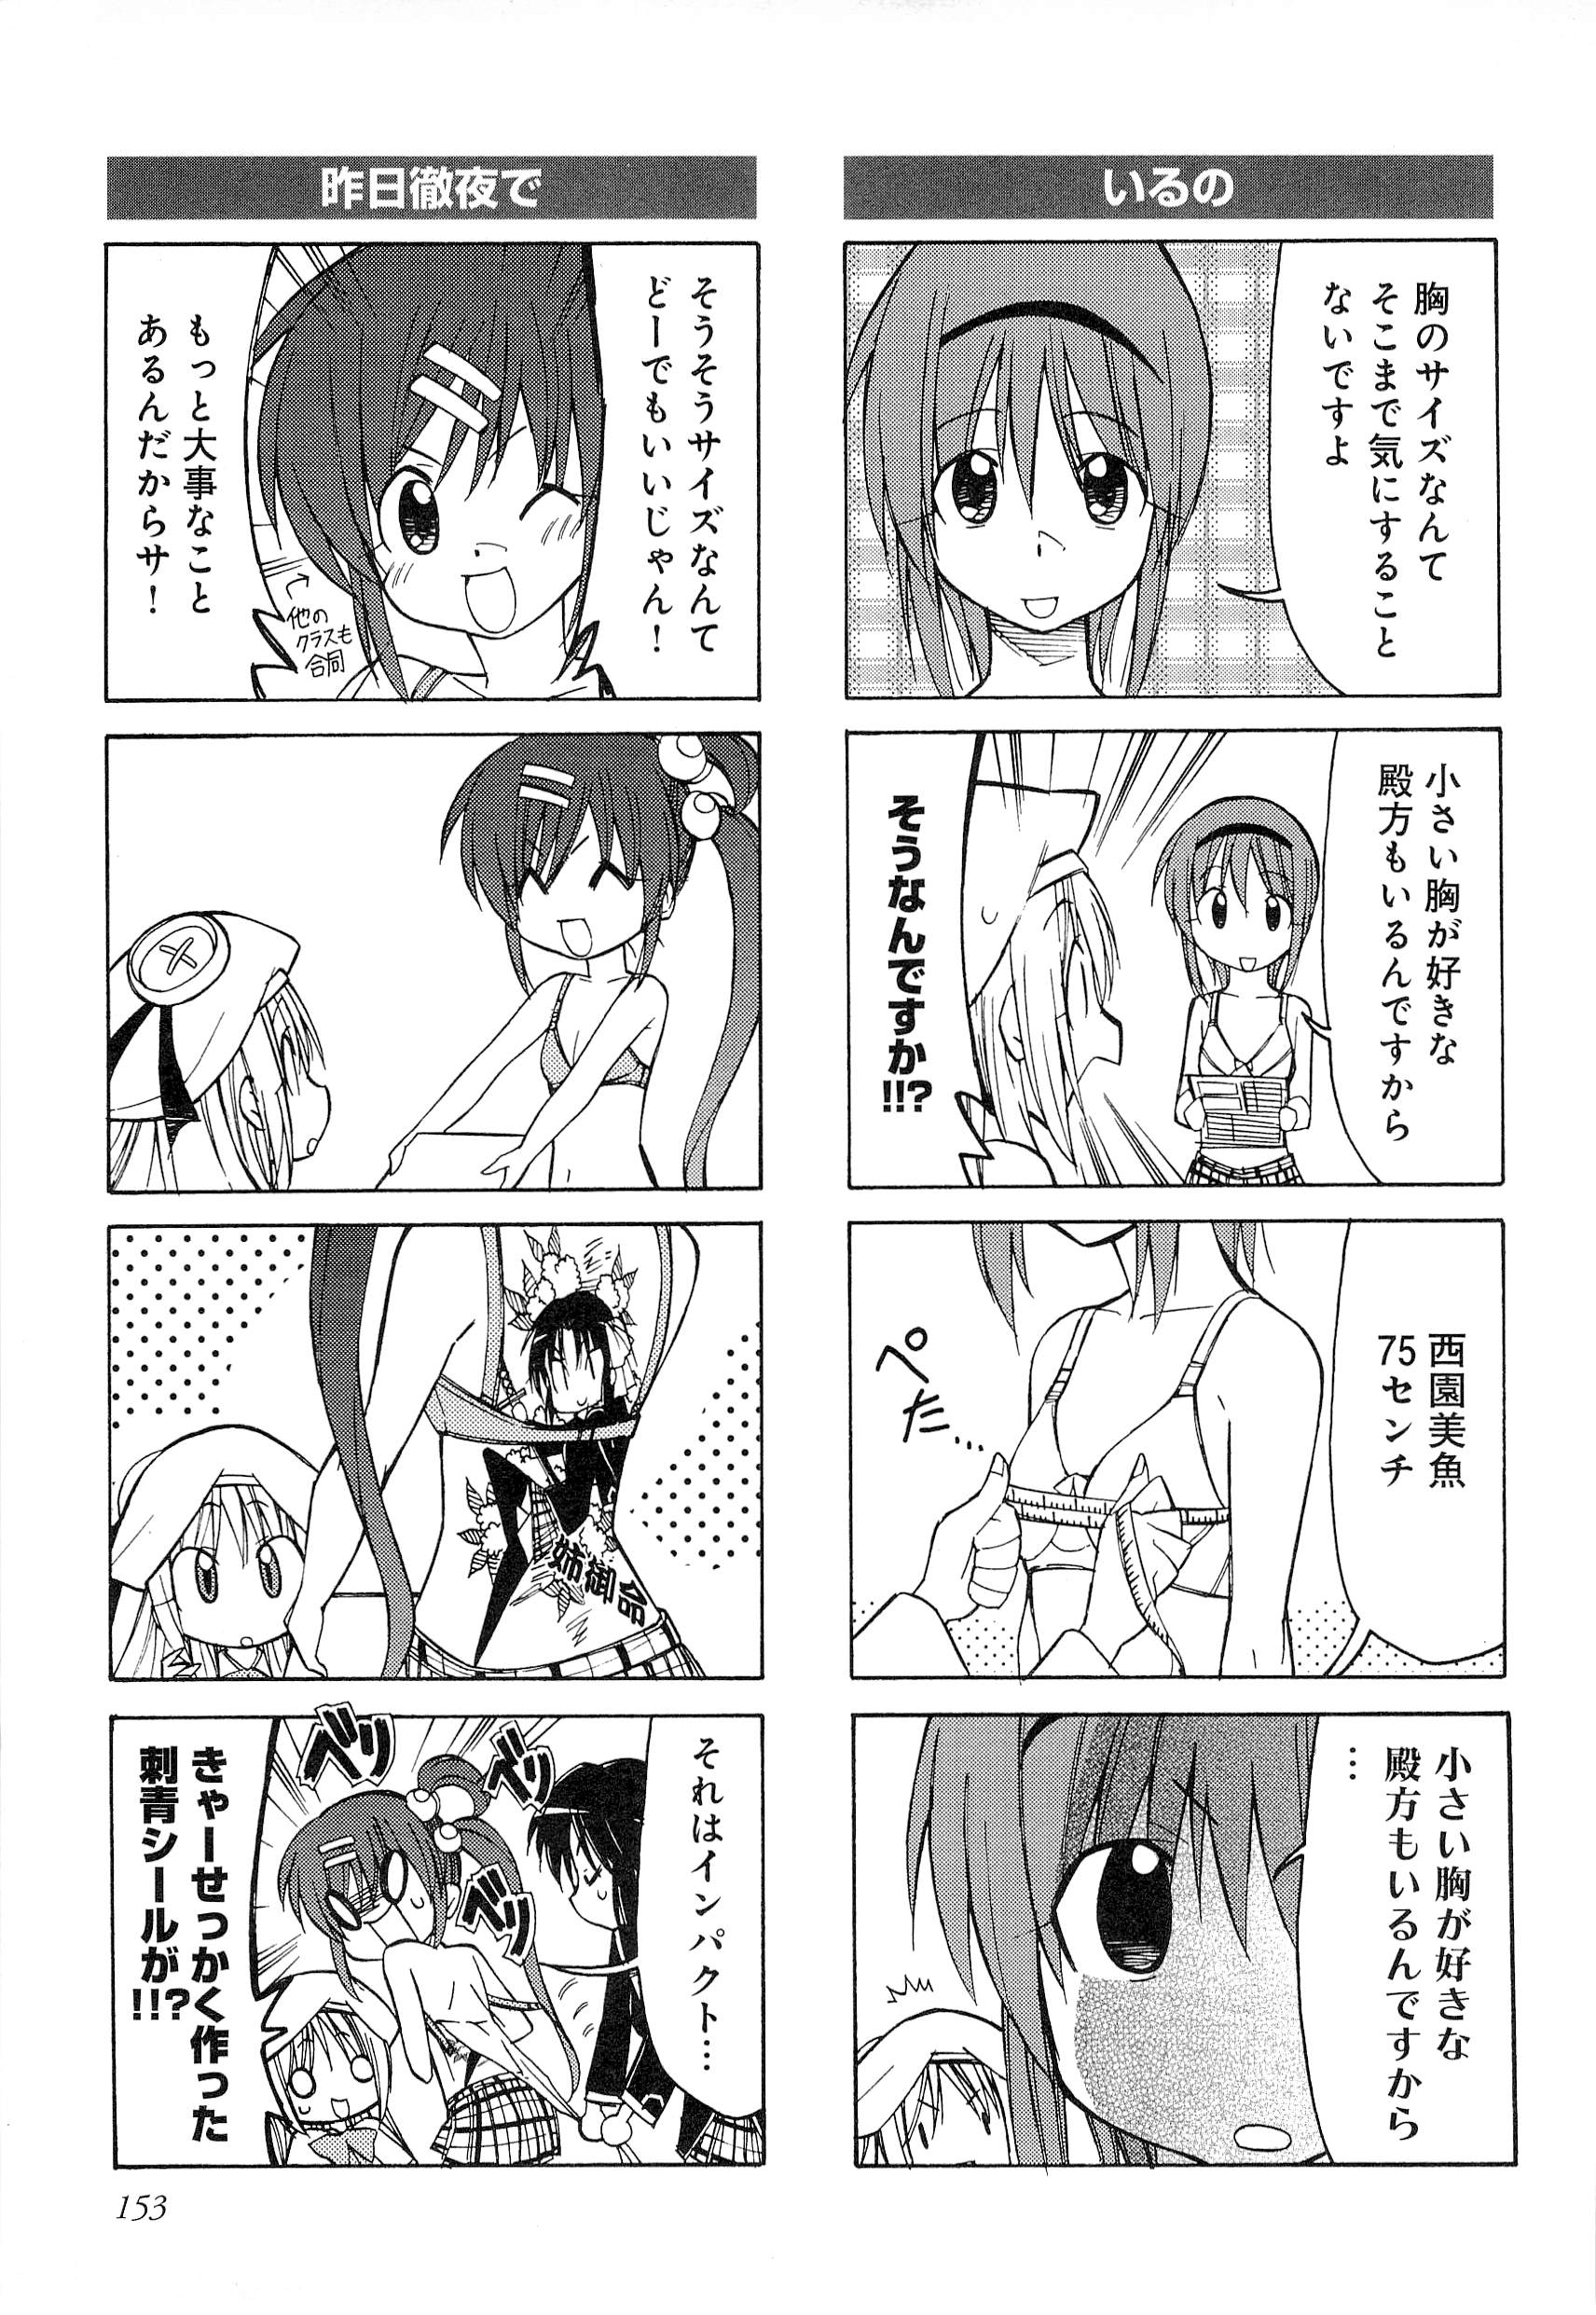 いるの
胸のサイズなんて
そこまで気にすること
ないですよ
小さい胸が好きな
殿方もいるんですから
そうなんですか!!?
西園美魚
75センチ
ぺた…
小さい胸が好きな
殿方もいるんですから
…
昨日徹夜で
そうそうサイズなんて
どーでもいいじゃん!
もっと大事なこと
あるんだからサ!
他の
クラスも
合同
姉御命
それはインパクト…
ベリ
ベリ
ベリ
きゃーせっかく作った
刺青シールが!!?
153